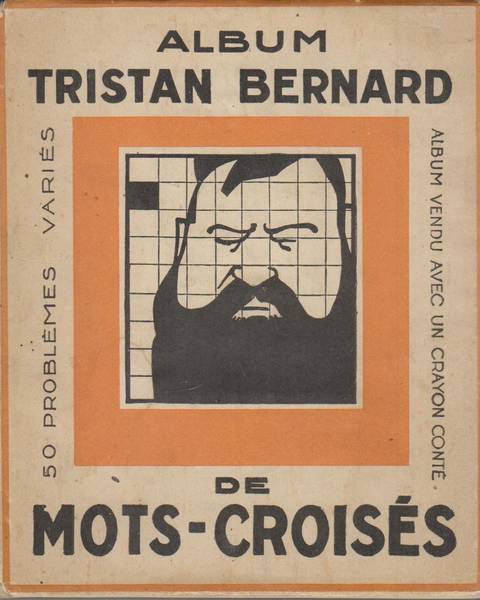 ALBUM
TRISTAN BERNARD
50 PROBLÈMES VARIÉS
ALBUM VENDU AVEC UN CRAYON CONTÉ.
DE
MOTS-CROISÉS